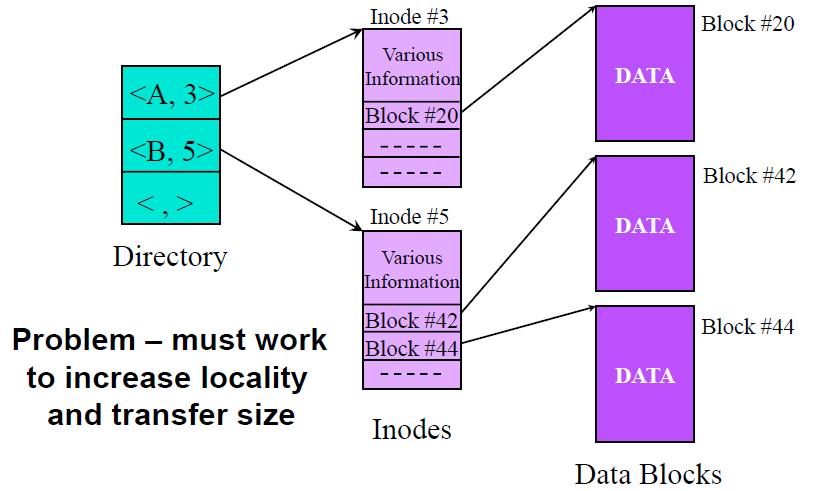 Inode #3
Various
Information
Block #20
- - - - -
- - - - -
<A, 3>
<B, 5>
< , >
Directory
Inode #5
Various
Information
Block #42
Block #44
- - - - -
Inodes
DATA
Block #20
DATA
Block #42
DATA
Block #44
Data Blocks
Problem – must work
to increase locality
and transfer size